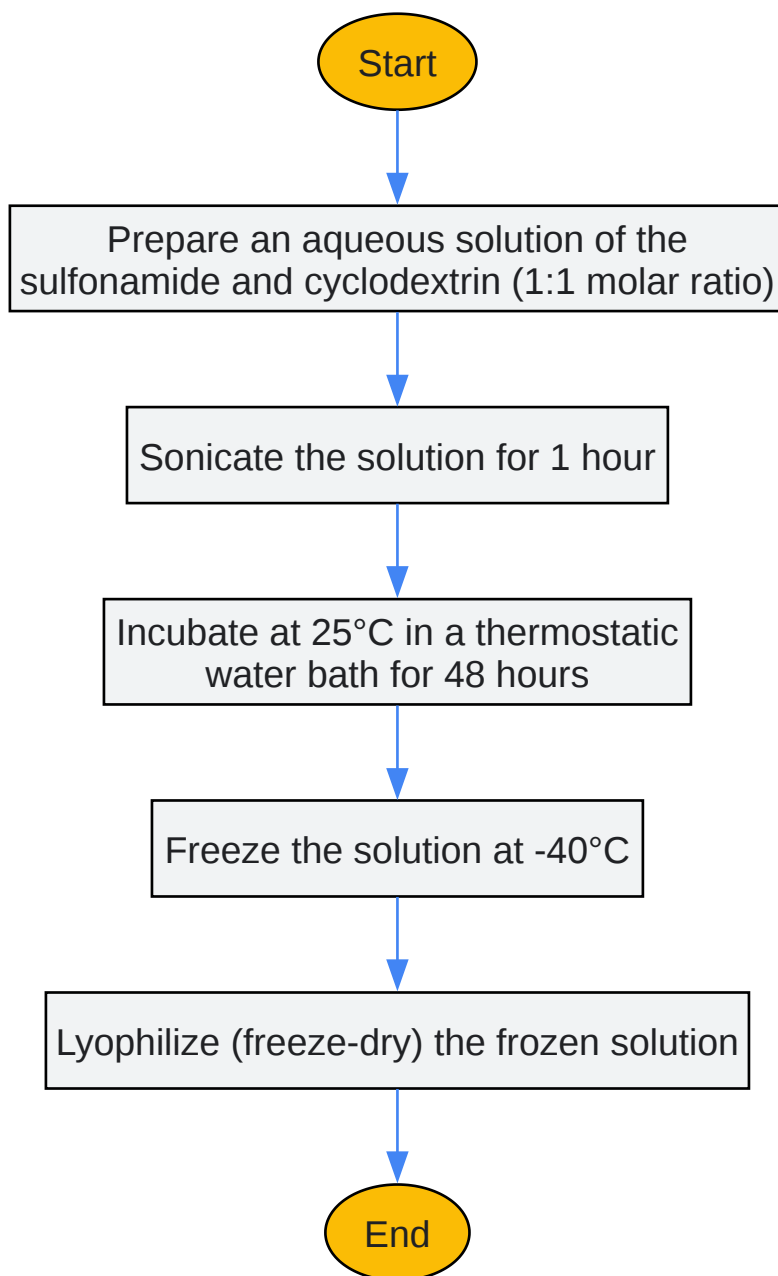 Start
Prepare an aqueous solution of the
sulfonamide and cyclodextrin (1:1 molar ratio)
Sonicate the solution for 1 hour
Incubate at 25°C in a thermostatic
water bath for 48 hours
Freeze the solution at -40°C
Lyophilize (freeze-dry) the frozen solution
End